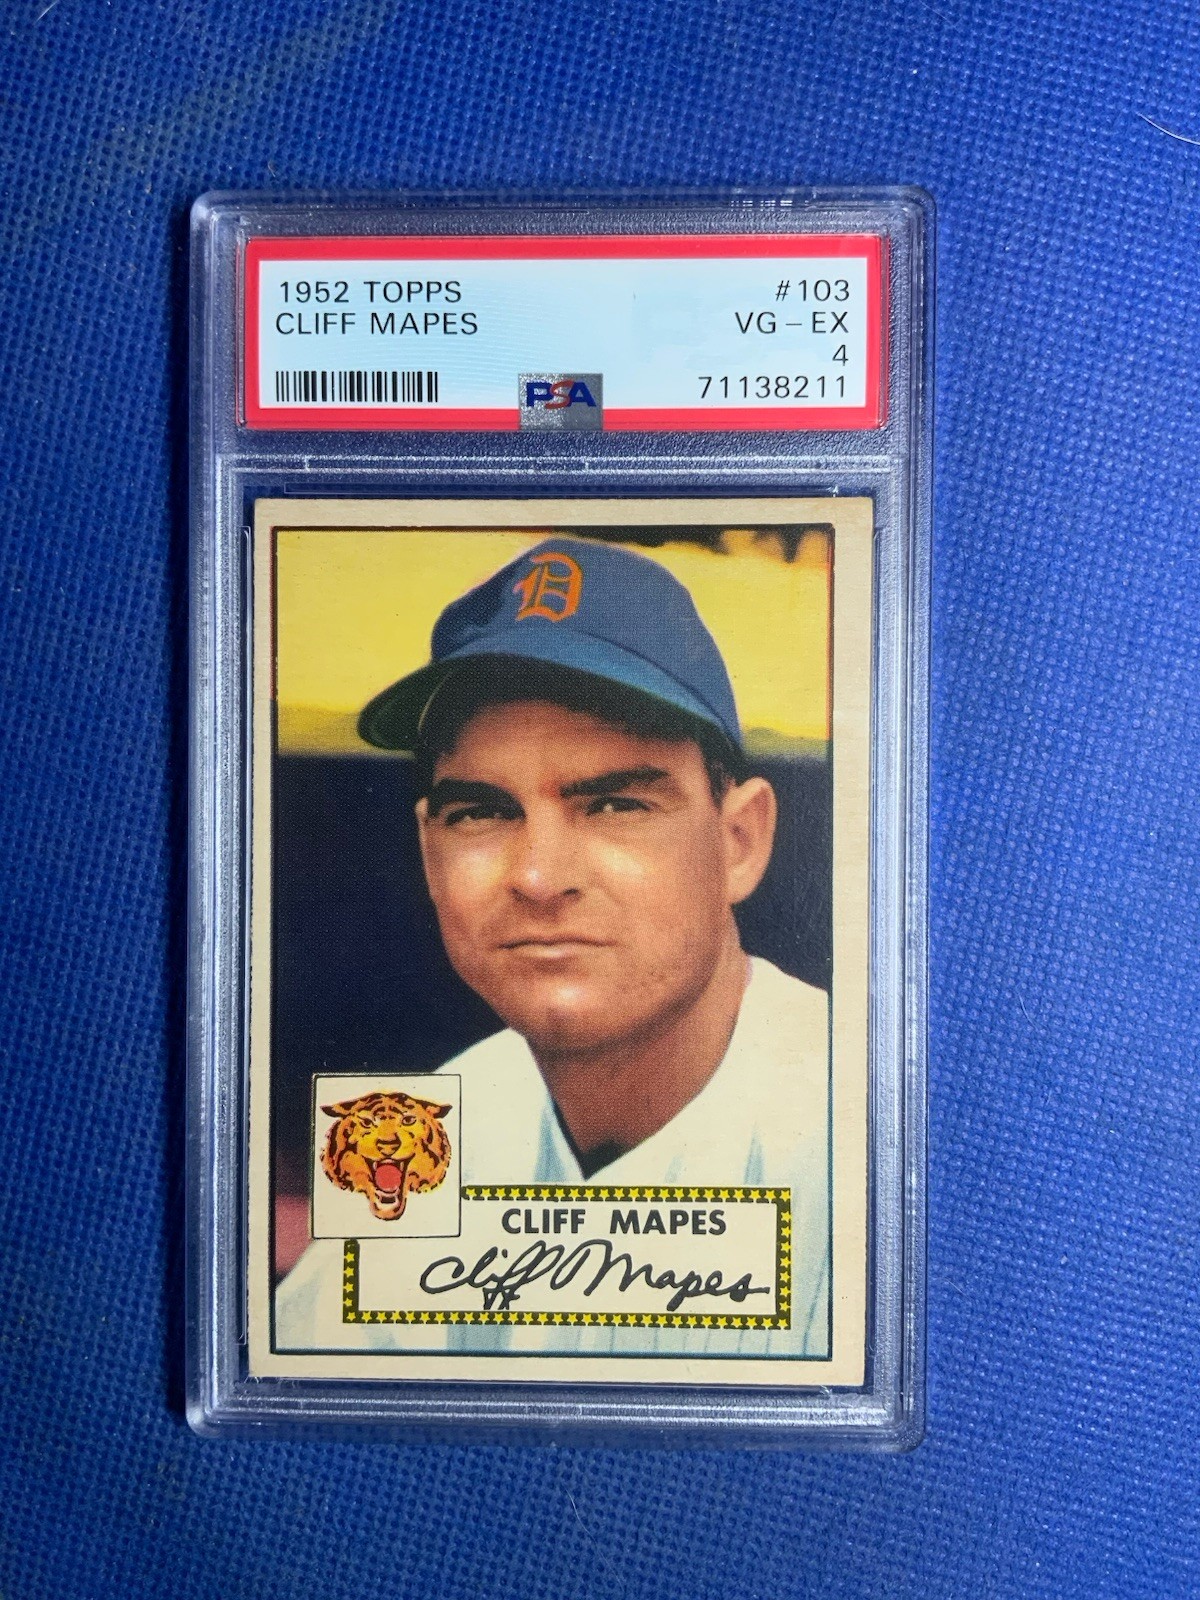 1952 TOPPS #103
CLIFF MAPES VG - EX
4
PSA 71138211
D
CLIFF MAPES
Cliff Mapes